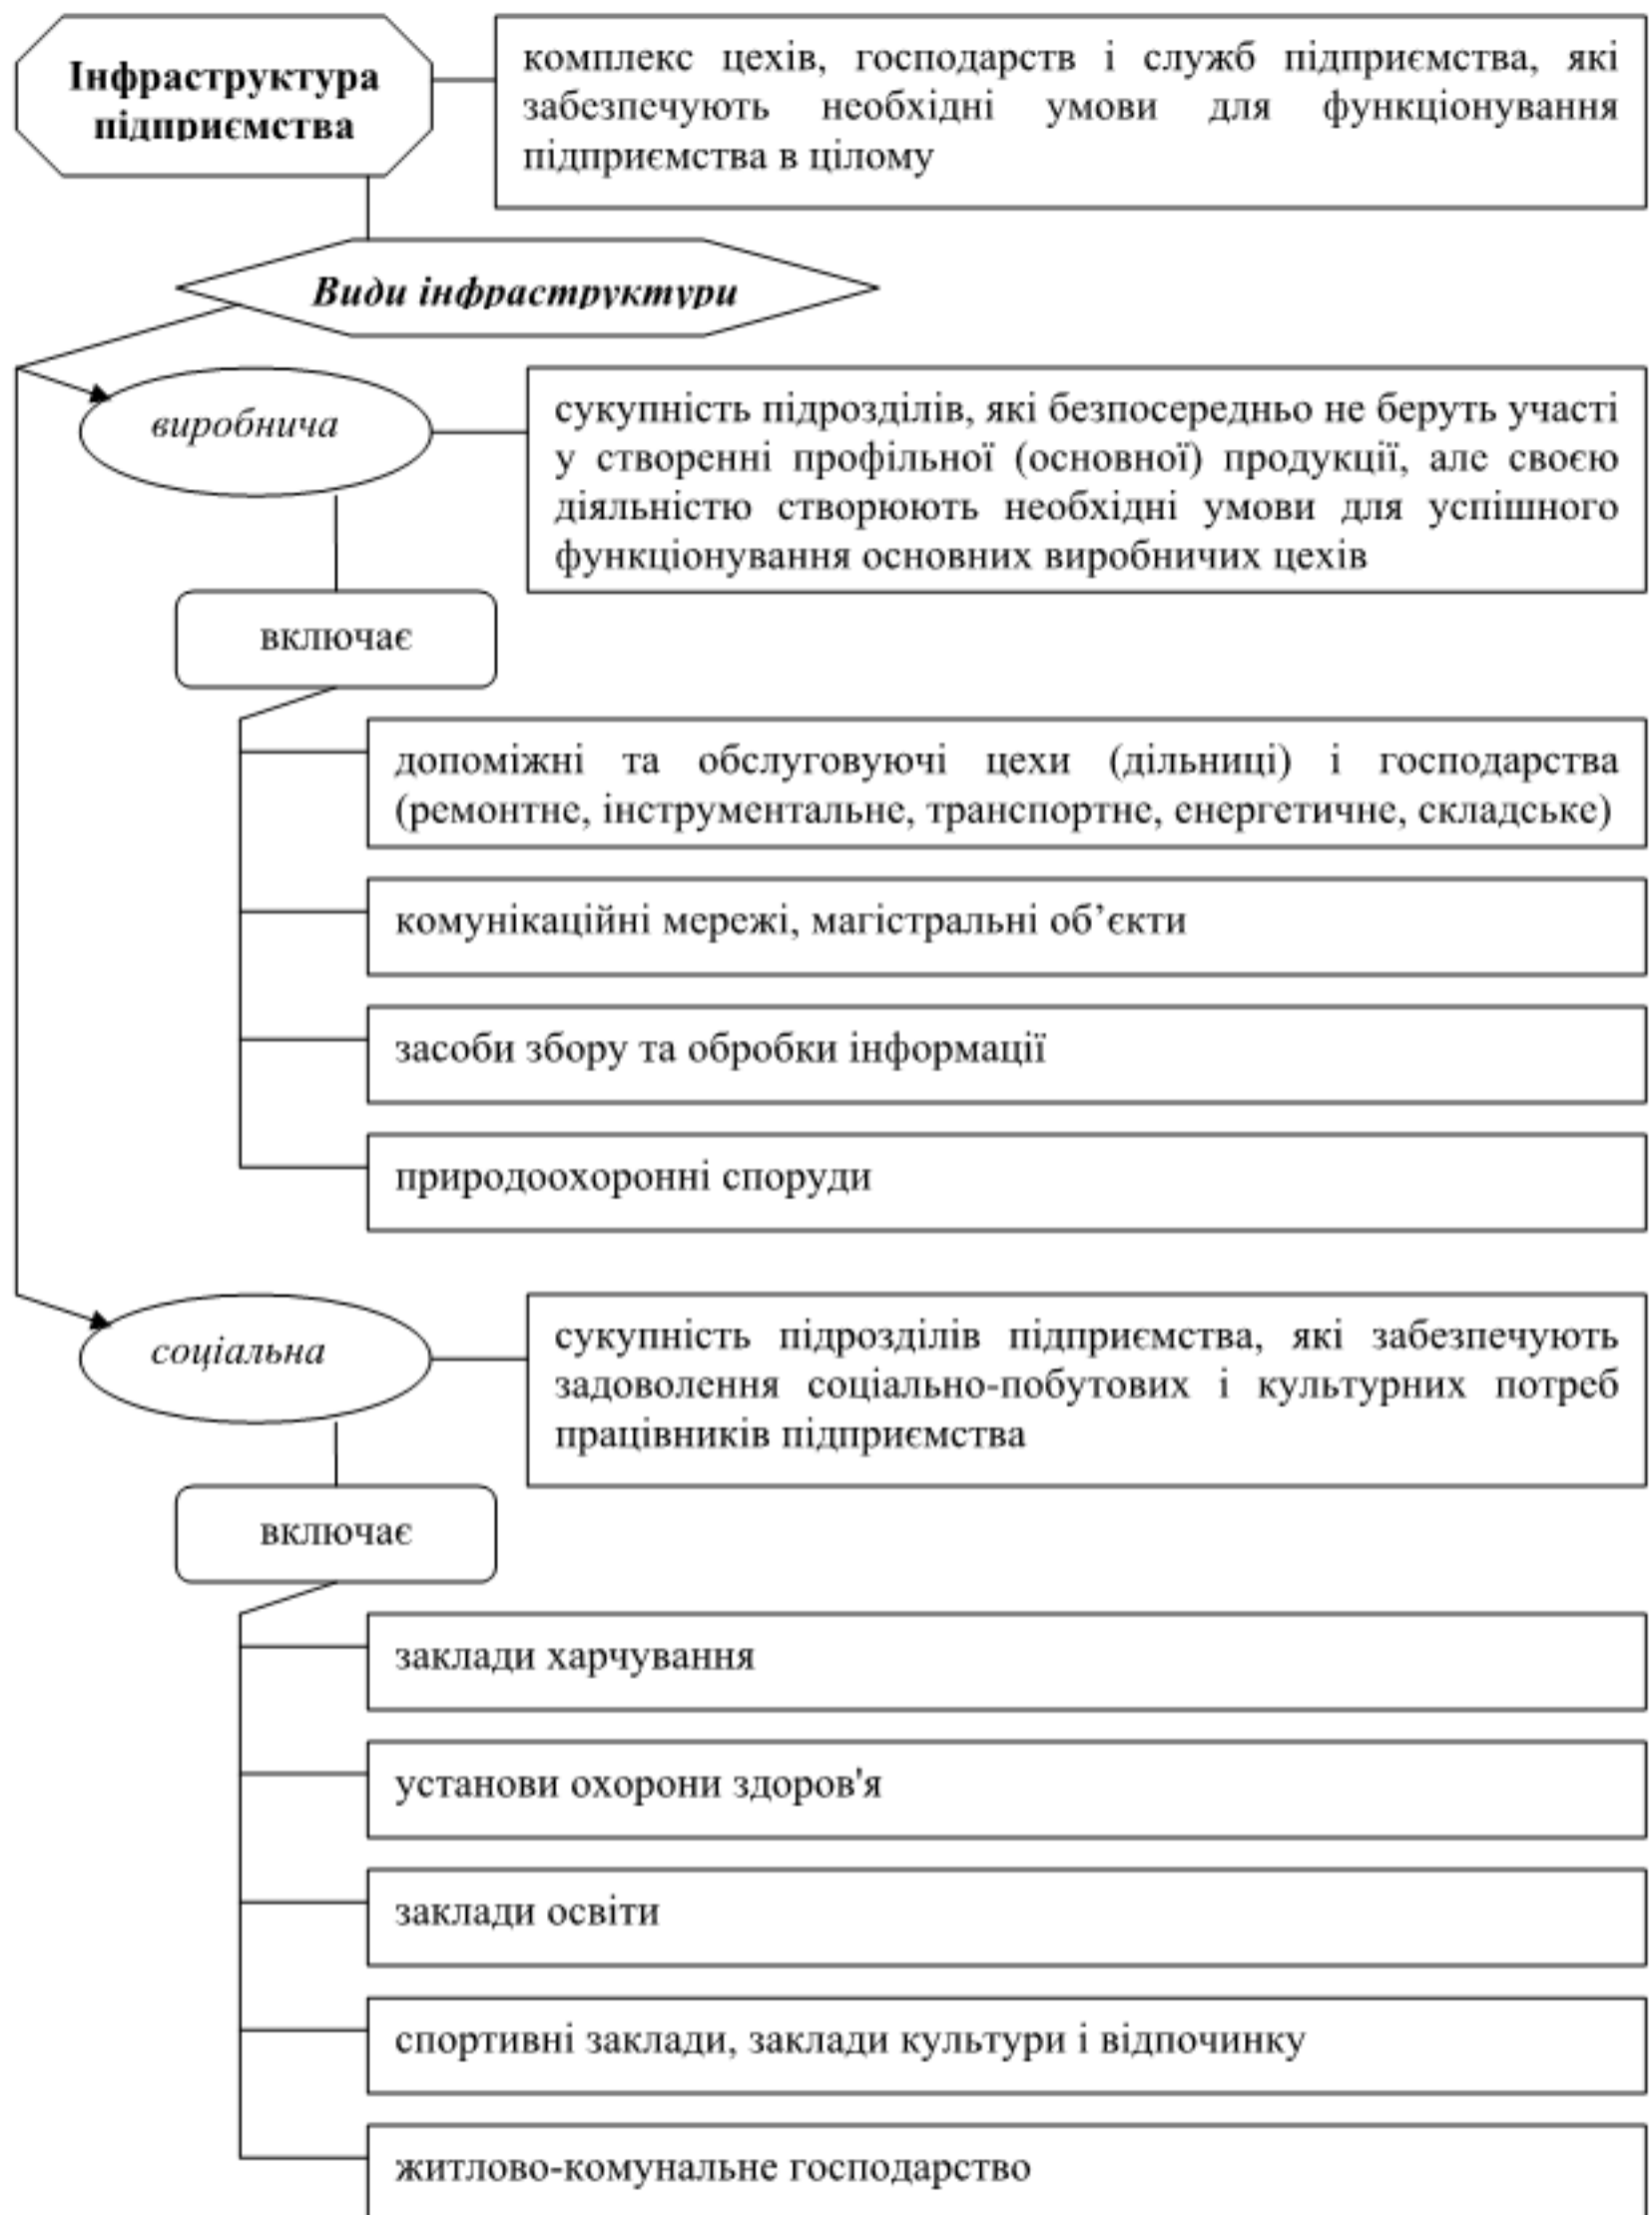 Інфраструктура
підприємства
комплекс цехів, господарств і служб підприємства, які
забезпечують необхідні умови для функціонування
підприємства в цілому
Види інфраструктури
виробнича
сукупність підрозділів, які безпосередньо не беруть участі
у створенні профільної (основної) продукції, але своєю
діяльністю створюють необхідні умови для успішного
функціонування основних виробничих цехів
включає
допоміжні та обслуговуючі цехи (дільниці) і господарства
(ремонтне, інструментальне, транспортне, енергетичне, складське)
комунікаційні мережі, магістральні об’єкти
засоби збору та обробки інформації
природоохоронні споруди
соціальна
сукупність підрозділів підприємства, які забезпечують
задоволення соціально-побутових і культурних потреб
працівників підприємства
включає
заклади харчування
установи охорони здоров'я
заклади освіти
спортивні заклади, заклади культури і відпочинку
житлово-комунальне господарство